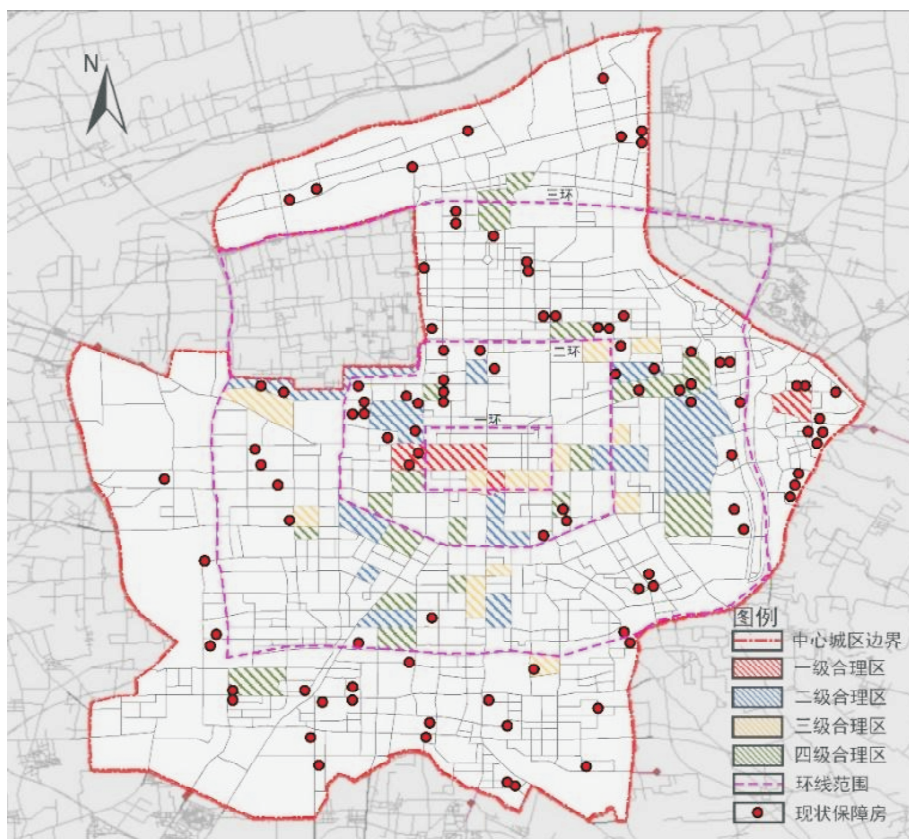 N
三环
二环
一环
图例
中心城区边界
一级合理区
二级合理区
三级合理区
四级合理区
环线范围
现状保障房